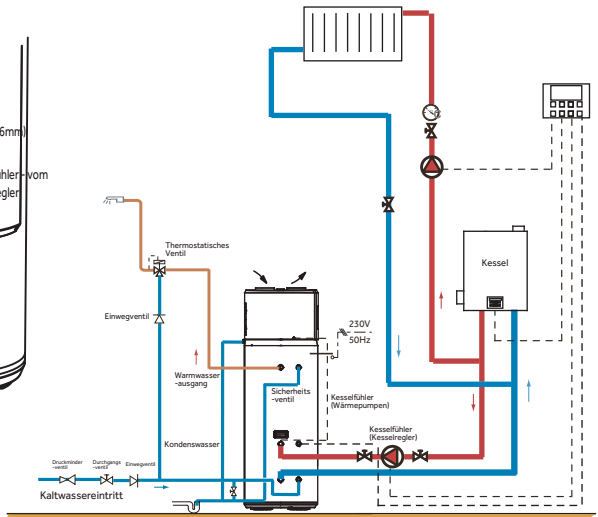 6mm)
ühler - vom
egler
Thermostatisches
Ventil
Kessel
Einwegventil
230V
50Hz
Warmwasser
-ausgang
Sicherheits
-ventil
Kesselfühler
(Wärmepumpen)
Kesselfühler
(Kesselregler)
Kondenswasser
Druckminder
-ventil
Durchgangs
-ventil
Einwegventil
Kaltwassereintritt